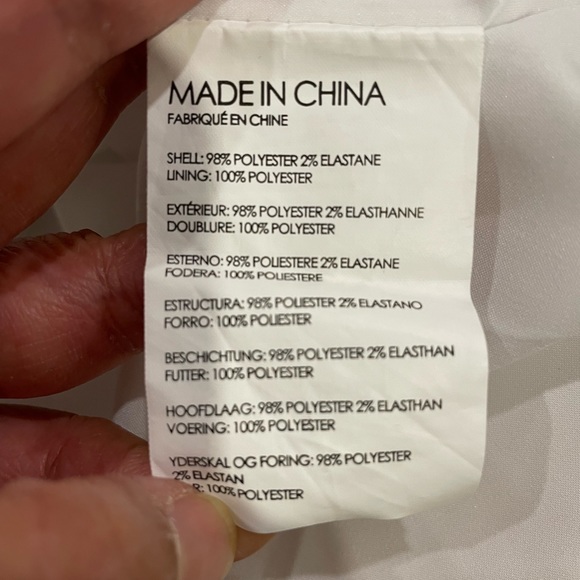 MADE IN CHINA
FABRIQUÉ EN CHINE
SHELL: 98% POLYESTER 2% ELASTANE
LINING: 100% POLYESTER
EXTÉRIEUR: 98% POLYESTER 2% ELASTHANNE
DOUBLURE: 100% POLYESTER
ESTERNO: 98% POLIESTERE 2% ELASTANE
FODERA: 100% POLIESTERE
ESTRUCTURA: 98% POLIESTER 2% ELASTANO
FORRO: 100% POLIESTER
BESCHICHTUNG: 98% POLYESTER 2% ELASTHAN
FUTTER: 100% POLYESTER
HOOFDLAAG: 98% POLYESTER 2% ELASTHAN
VOERING: 100% POLYESTER
YDERSKAL OG FORING: 98% POLYESTER
2% ELASTAN
100% POLYESTER